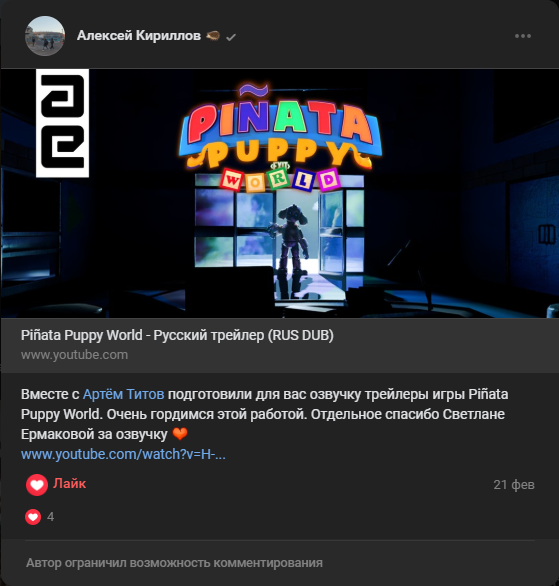 Алексей Кириллов
ae
PIÑATA
PUPPY
WORLD
Piñata Puppy World - Русский трейлер (RUS DUB)
www.youtube.com
Вместе с Артём Титов подготовили для вас озвучку трейлеры игры Piñata
Puppy World. Очень гордимся этой работой. Отдельное спасибо Светлане
Ермаковой за озвучку
www.youtube.com/watch?v=H-...
Лайк
21 фев
4
Автор ограничил возможность комментирования